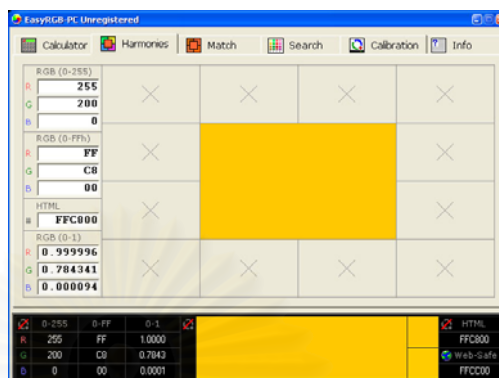 EasyRGB-PC Unregistered
Calculator Harmonies Match Search Calibration Info
RGB (0-255)
R 255
G 200
B 0
RGB (0-FFh)
R FF
G C8
B 00
HTML
# FFC800
RGB (0-1)
R 0.999996
G 0.784341
B 0.000094
0-255 0-FF 0-1 HTML
R 255 FF 1.0000 FFC800
G 200 C8 0.7843 Web-Safe
B 0 00 0.0001 FFCC00